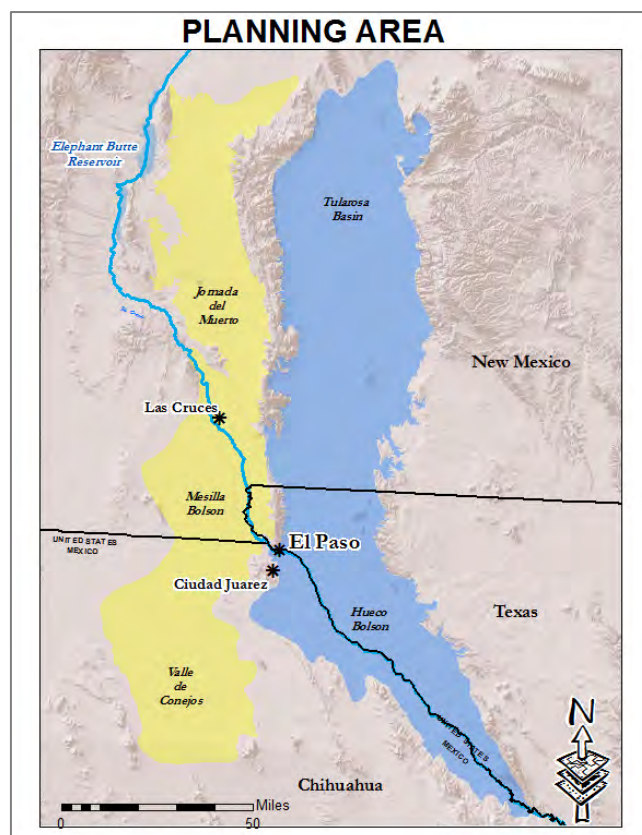 PLANNING AREA
Elephant Butte
Reservoir
Tularosa
Basin
Jornada
del
Muerto
New Mexico
Las Cruces
Mesilla
Bolson
UNITED STATES
MEXICO
El Paso
Ciudad Juarez
Hueco
Bolson
Texas
Valle
de
Conejos
N
UNITED STATES
MEXICO
Chihuahua
Miles
0
50